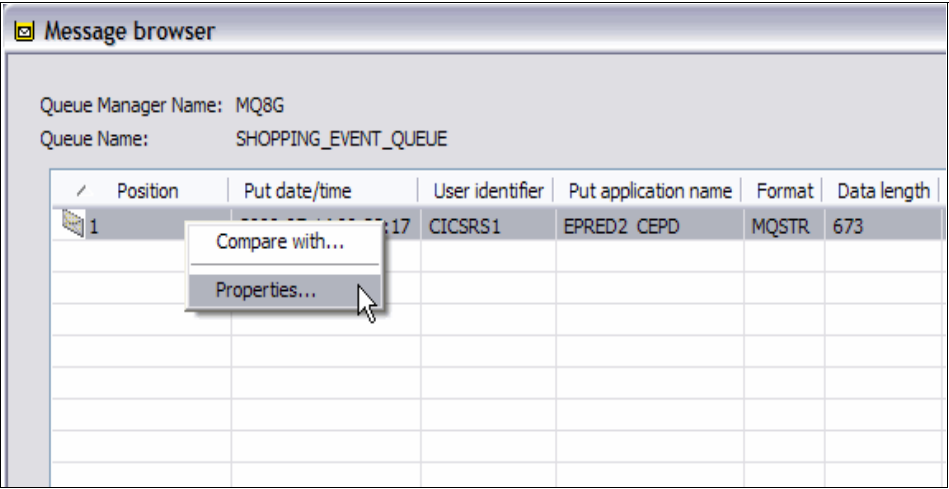 Message browser
Queue Manager Name: MQ8G
Queue Name: SHOPPING_EVENT_QUEUE
Position Put date/time User identifier Put application name Format Data length
1 :17 CICSRS1 EPRED2 CEPD MQSTR 673
Compare with...
Properties...